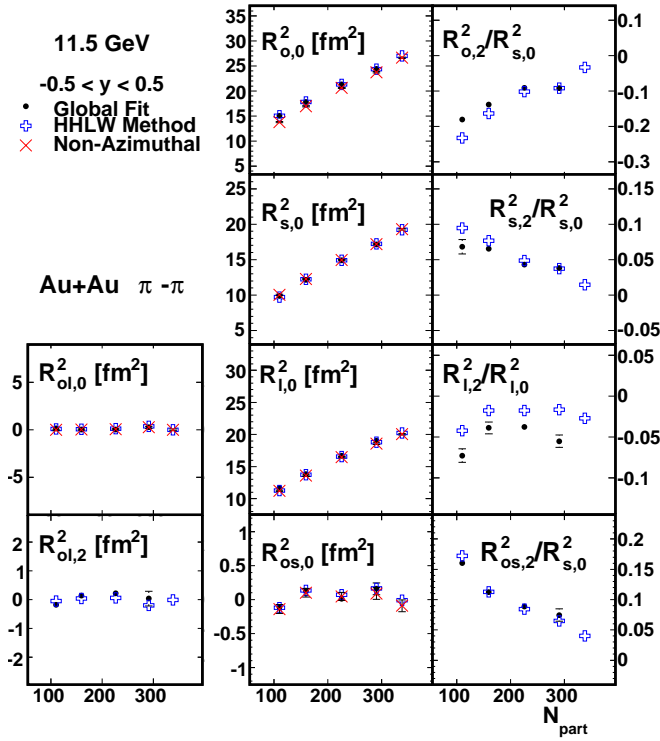 11.5 GeV
-0.5 < y < 0.5
Global Fit
HHLW Method
Non-Azimuthal
Au+Au π -π
R²o,0 [fm²]
35
30
25
20
15
10
5
R²o,2/R²s,0
0.1
0
-0.1
-0.2
-0.3
R²s,0 [fm²]
25
20
15
10
5
R²s,2/R²s,0
0.15
0.1
0.05
0
-0.05
R²ol,0 [fm²]
5
0
-5
R²l,0 [fm²]
30
25
20
15
10
R²l,2/R²l,0
0.05
0
-0.05
-0.1
R²ol,2 [fm²]
2
1
0
-1
-2
R²os,0 [fm²]
1
0.5
0
-0.5
-1
R²os,2/R²s,0
0.2
0.15
0.1
0.05
0
100 200 300
100 200 300
100 200 300
Npart